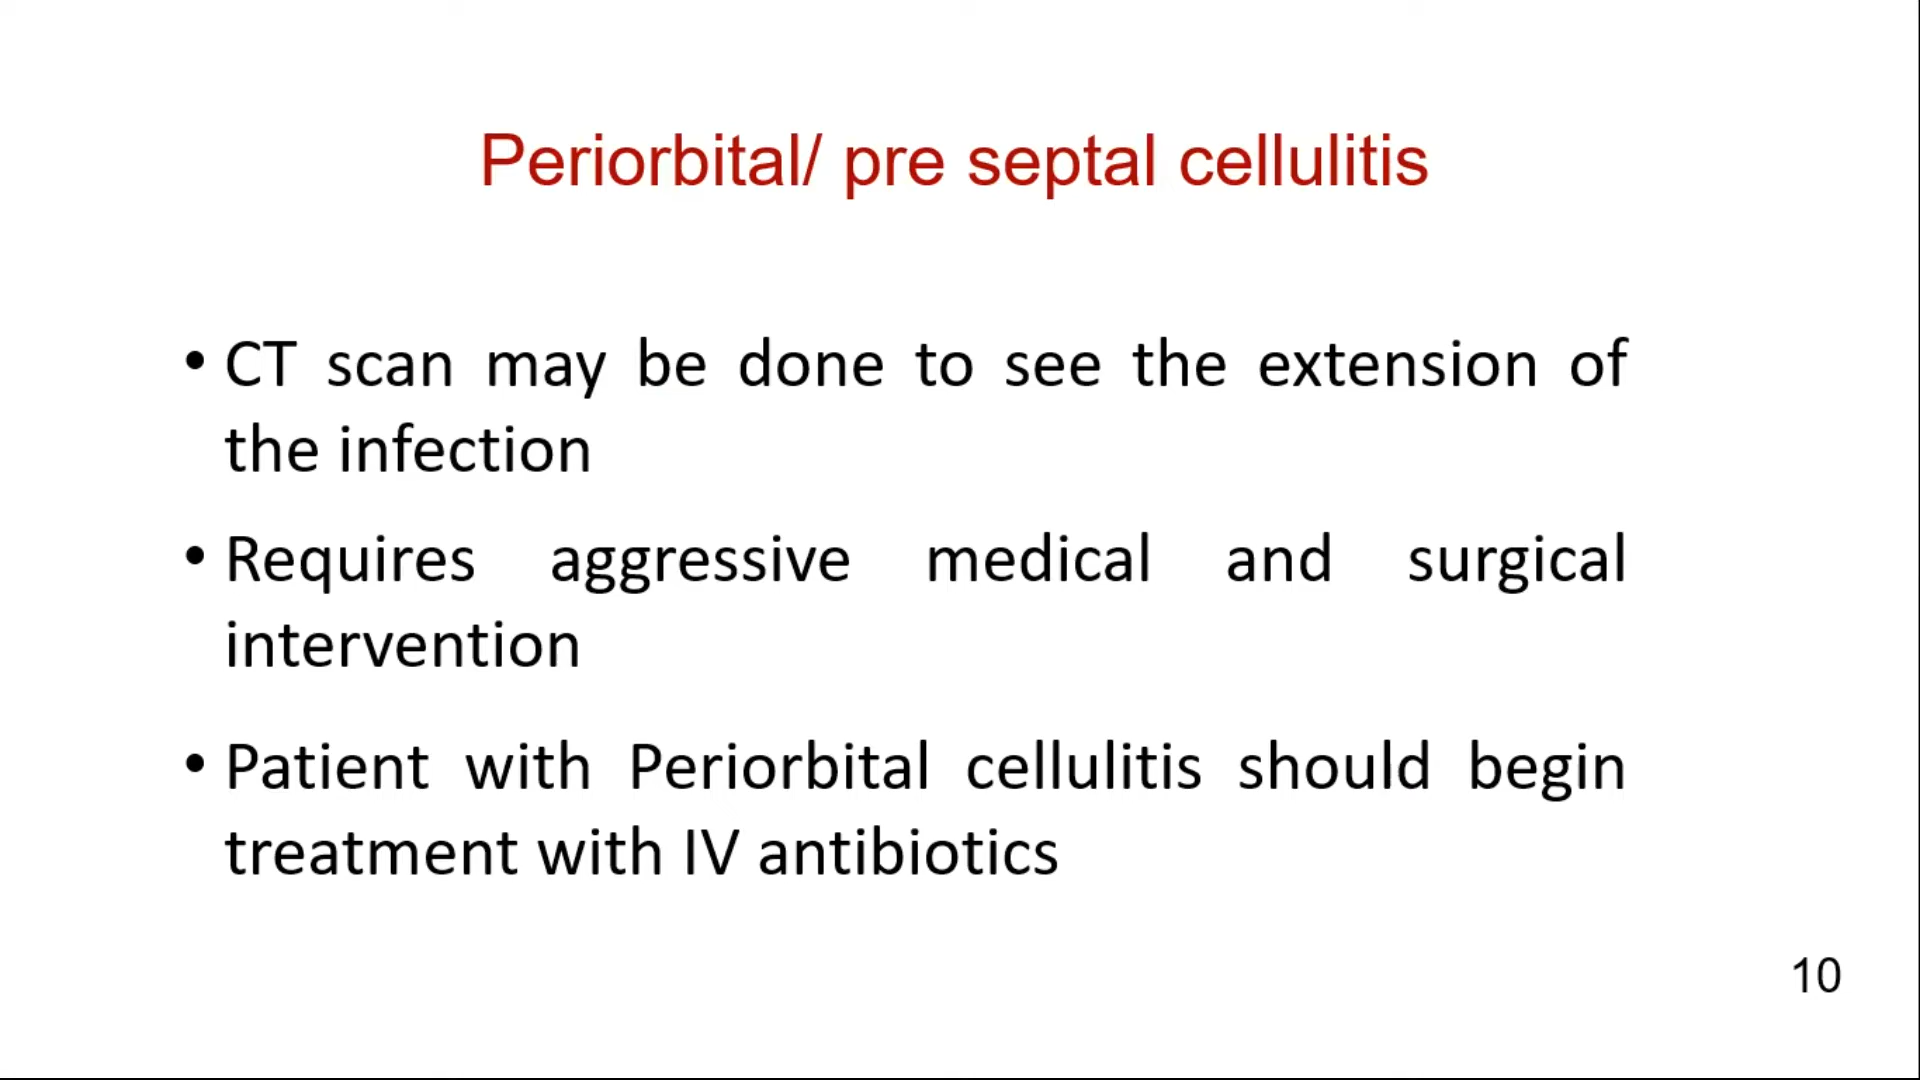 Periorbital/ pre septal cellulitis
• CT scan may be done to see the extension of
the infection
• Requires aggressive medical and surgical
intervention
• Patient with Periorbital cellulitis should begin
treatment with IV antibiotics
10